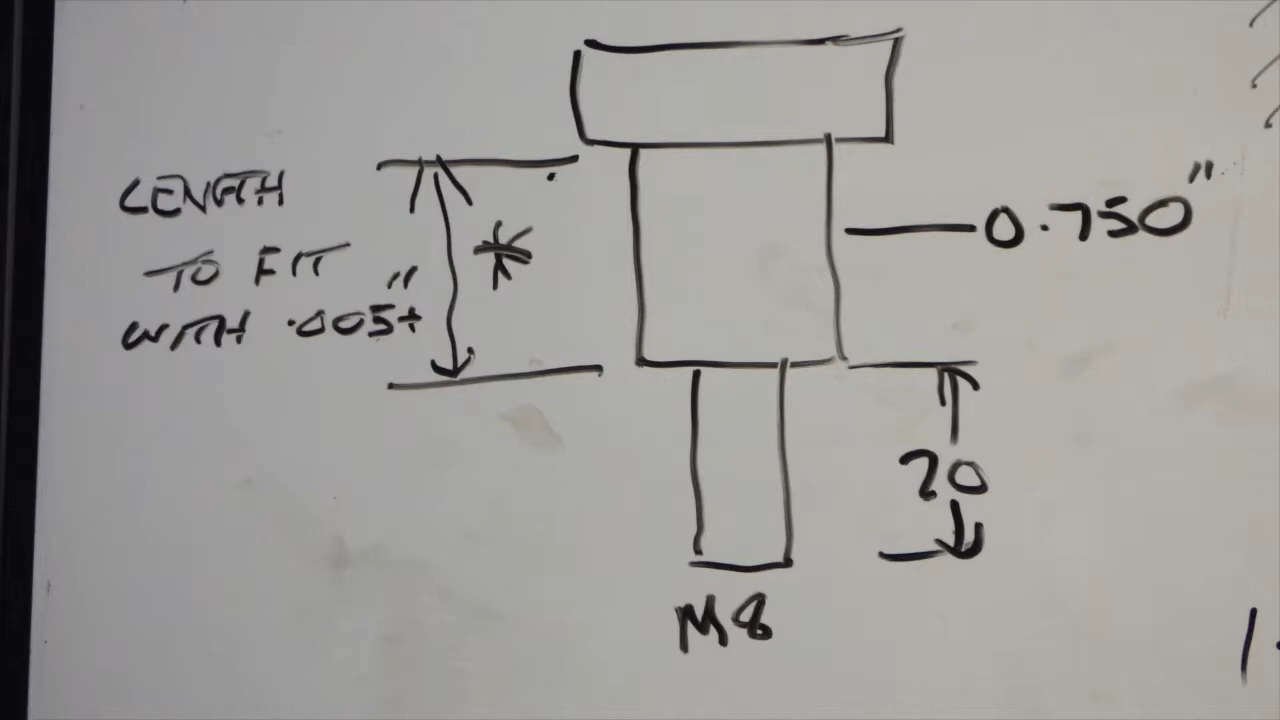 LENGTH
TO FIT
WITH .005"+
*
0.750"
20
M8